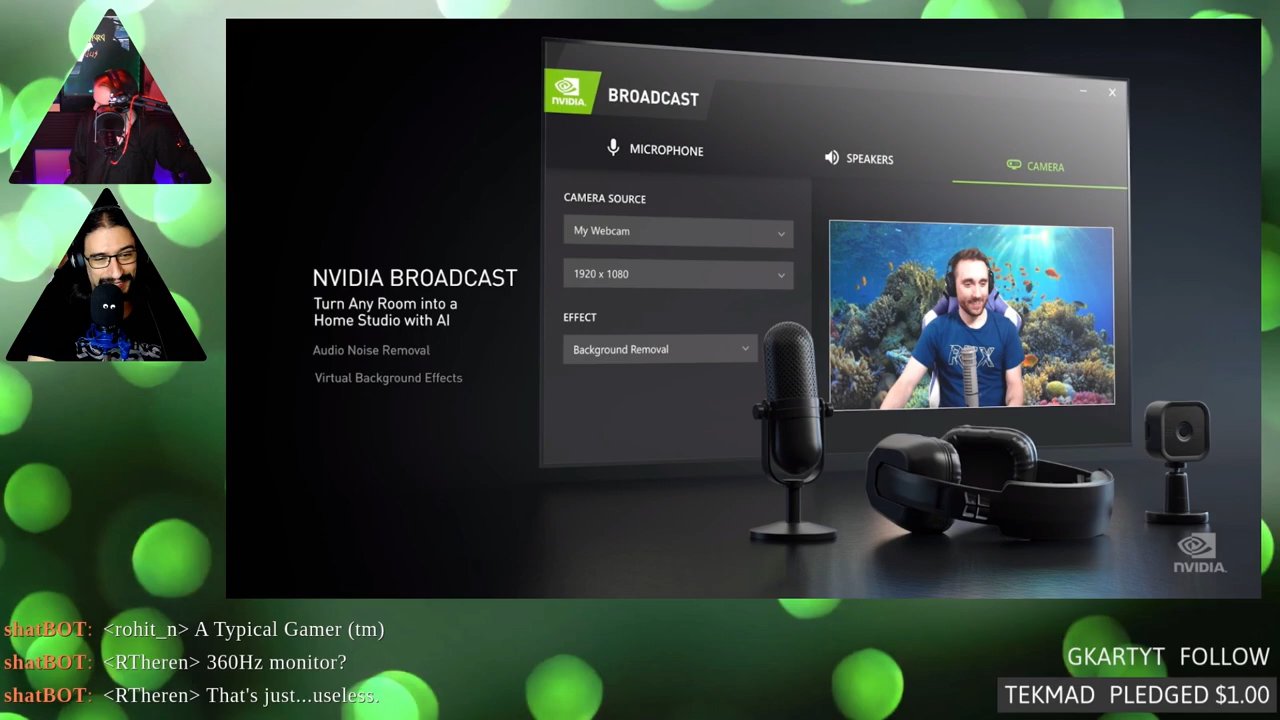 NVIDIA.
BROADCAST
MICROPHONE
SPEAKERS
CAMERA
CAMERA SOURCE
My Webcam
1920 x 1080
EFFECT
Background Removal
NVIDIA BROADCAST
Turn Any Room into a
Home Studio with AI
Audio Noise Removal
Virtual Background Effects
RTX
NVIDIA.
shatBOT: <rohit_n> A Typical Gamer (tm)
shatBOT: <RTheren> 360Hz monitor?
shatBOT: <RTheren> That's just...useless.
GKARTYT FOLLOW
TEKMAD PLEDGED $1.00